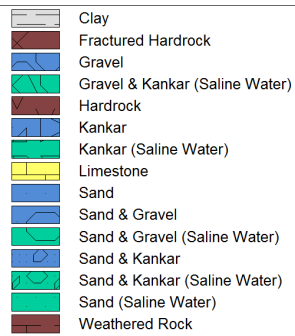 Clay
Fractured Hardrock
Gravel
Gravel & Kankar (Saline Water)
Hardrock
Kankar
Kankar (Saline Water)
Limestone
Sand
Sand & Gravel
Sand & Gravel (Saline Water)
Sand & Kankar
Sand & Kankar (Saline Water)
Sand (Saline Water)
Weathered Rock